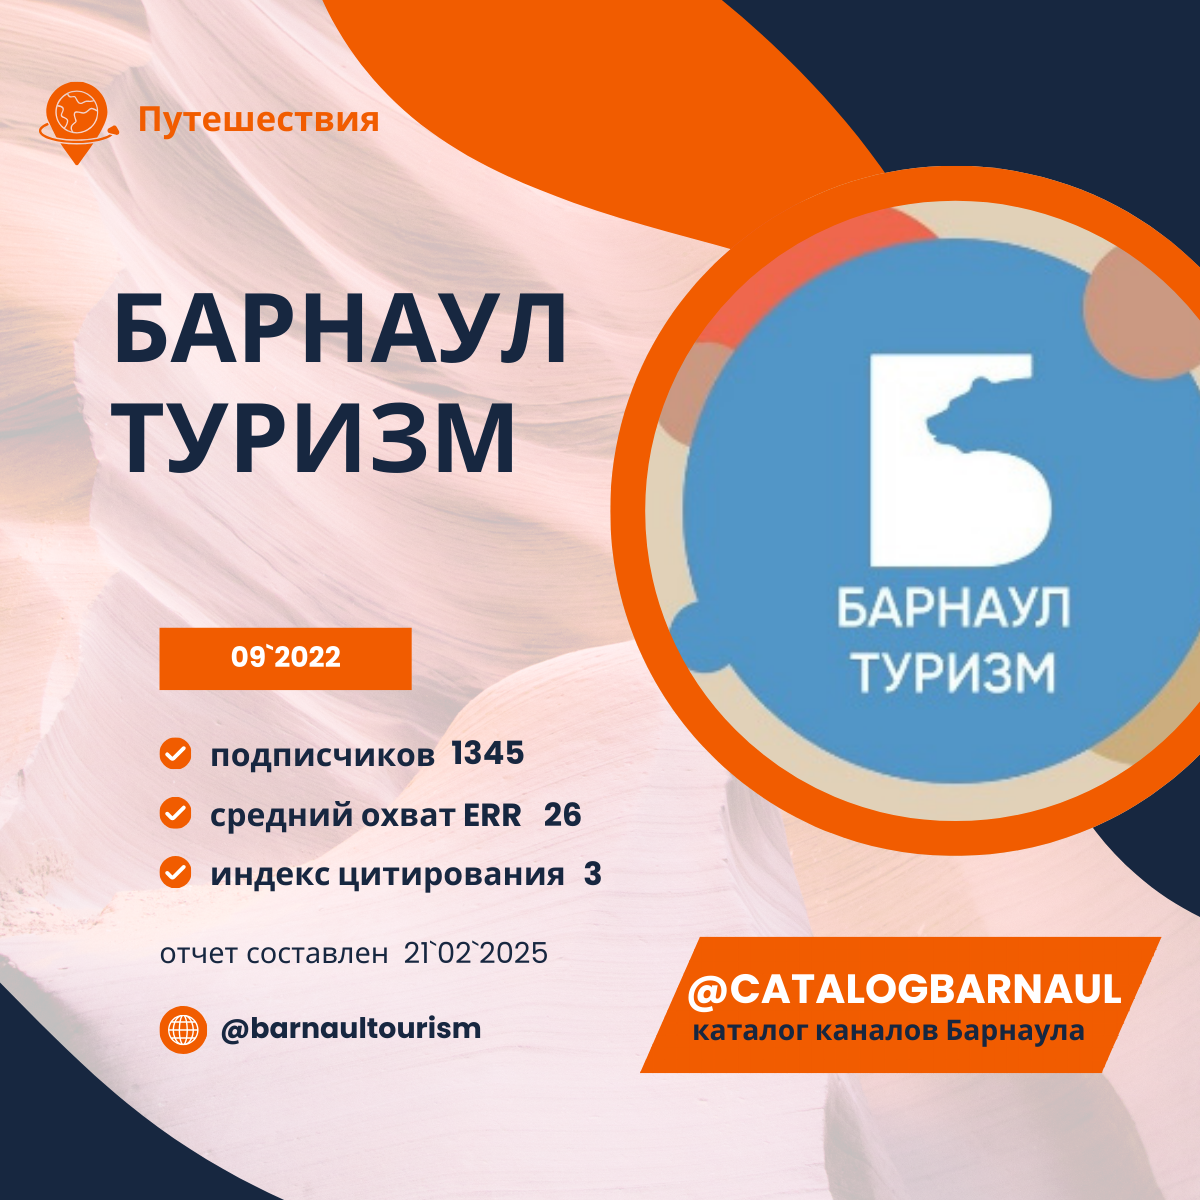 Путешествия
БАРНАУЛ
ТУРИЗМ
БАРНАУЛ
ТУРИЗМ
09`2022
подписчиков 1345
средний охват ERR 26
индекс цитирования 3
отчет составлен 21`02`2025
@barnaultourism
@CATALOGBARNAUL
каталог каналов Барнаула